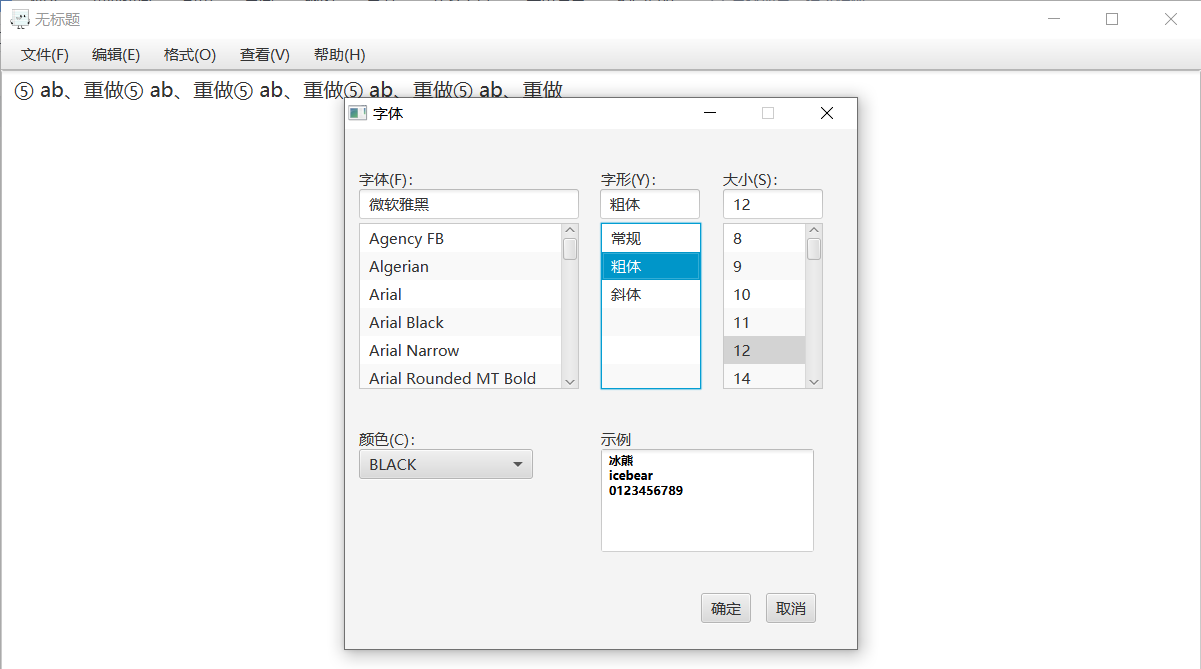 无标题
文件(F) 编辑(E) 格式(O) 查看(V) 帮助(H)
⑤ ab、重做⑤ ab、重做⑤ ab、重做⑤ ab、重做⑤ ab、重做
字体
字体(F):
微软雅黑
Agency FB
Algerian
Arial
Arial Black
Arial Narrow
Arial Rounded MT Bold
字形(Y):
粗体
常规
粗体
斜体
大小(S):
12
8
9
10
11
12
14
颜色(C):
BLACK
示例
冰熊
icebear
0123456789
确定 取消